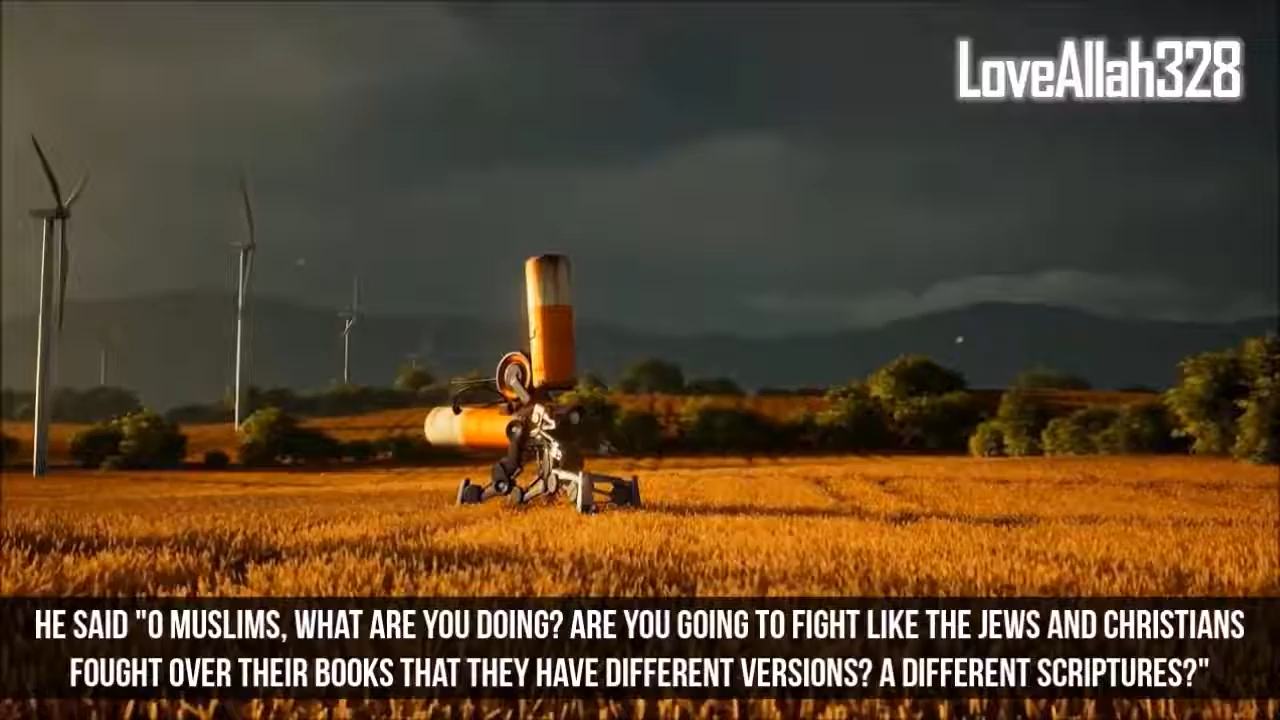 LoveAllah328
HE SAID "O MUSLIMS, WHAT ARE YOU DOING? ARE YOU GOING TO FIGHT LIKE THE JEWS AND CHRISTIANS
FOUGHT OVER THEIR BOOKS THAT THEY HAVE DIFFERENT VERSIONS? A DIFFERENT SCRIPTURES?"